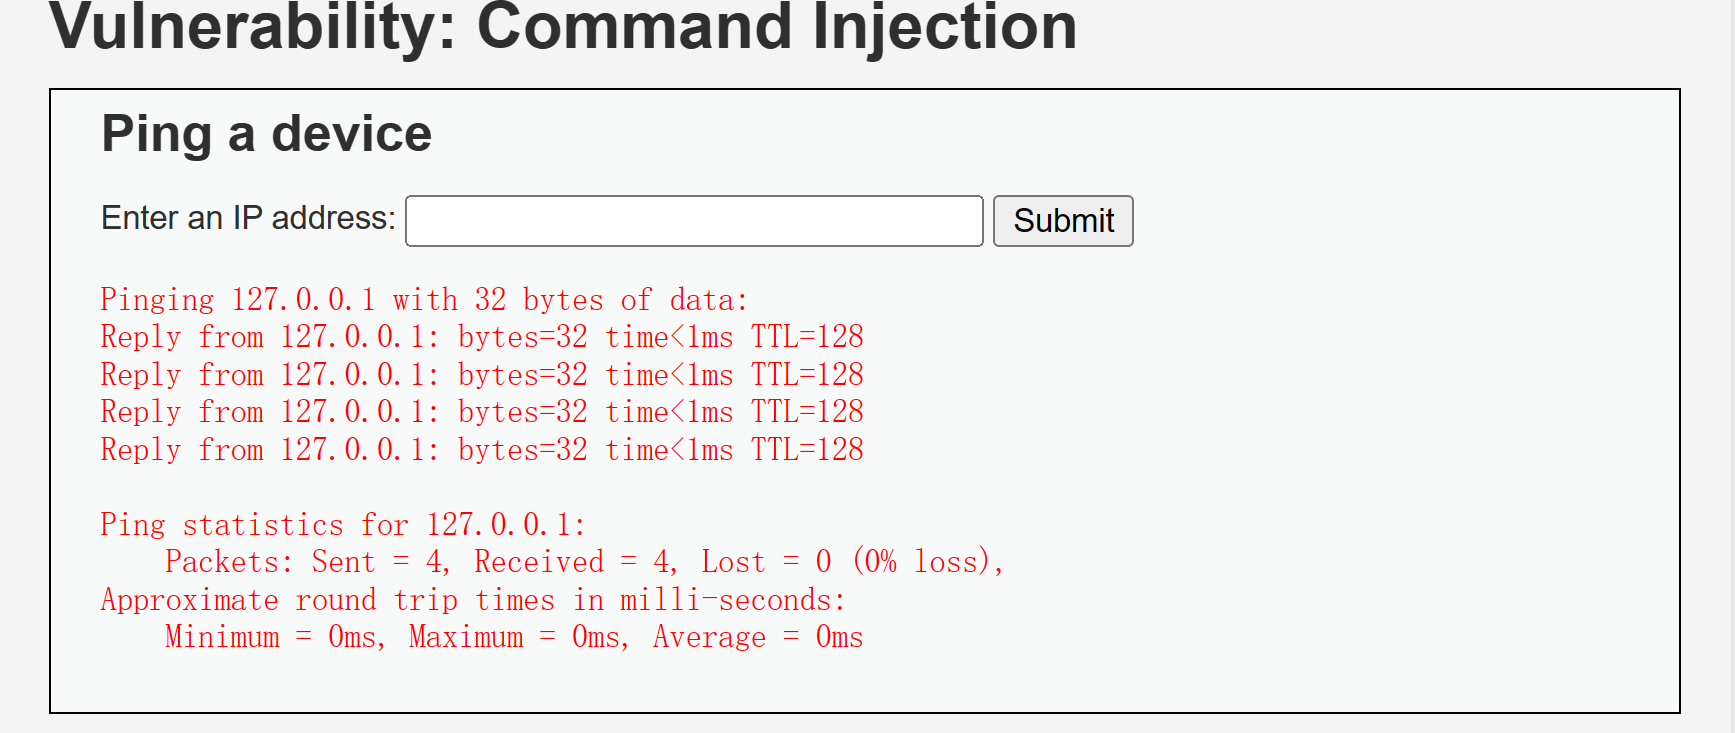 Vulnerability: Command Injection
Ping a device
Enter an IP address: Submit
Pinging 127.0.0.1 with 32 bytes of data:
Reply from 127.0.0.1: bytes=32 time<1ms TTL=128
Reply from 127.0.0.1: bytes=32 time<1ms TTL=128
Reply from 127.0.0.1: bytes=32 time<1ms TTL=128
Reply from 127.0.0.1: bytes=32 time<1ms TTL=128
Ping statistics for 127.0.0.1:
    Packets: Sent = 4, Received = 4, Lost = 0 (0% loss),
Approximate round trip times in milli-seconds:
    Minimum = 0ms, Maximum = 0ms, Average = 0ms